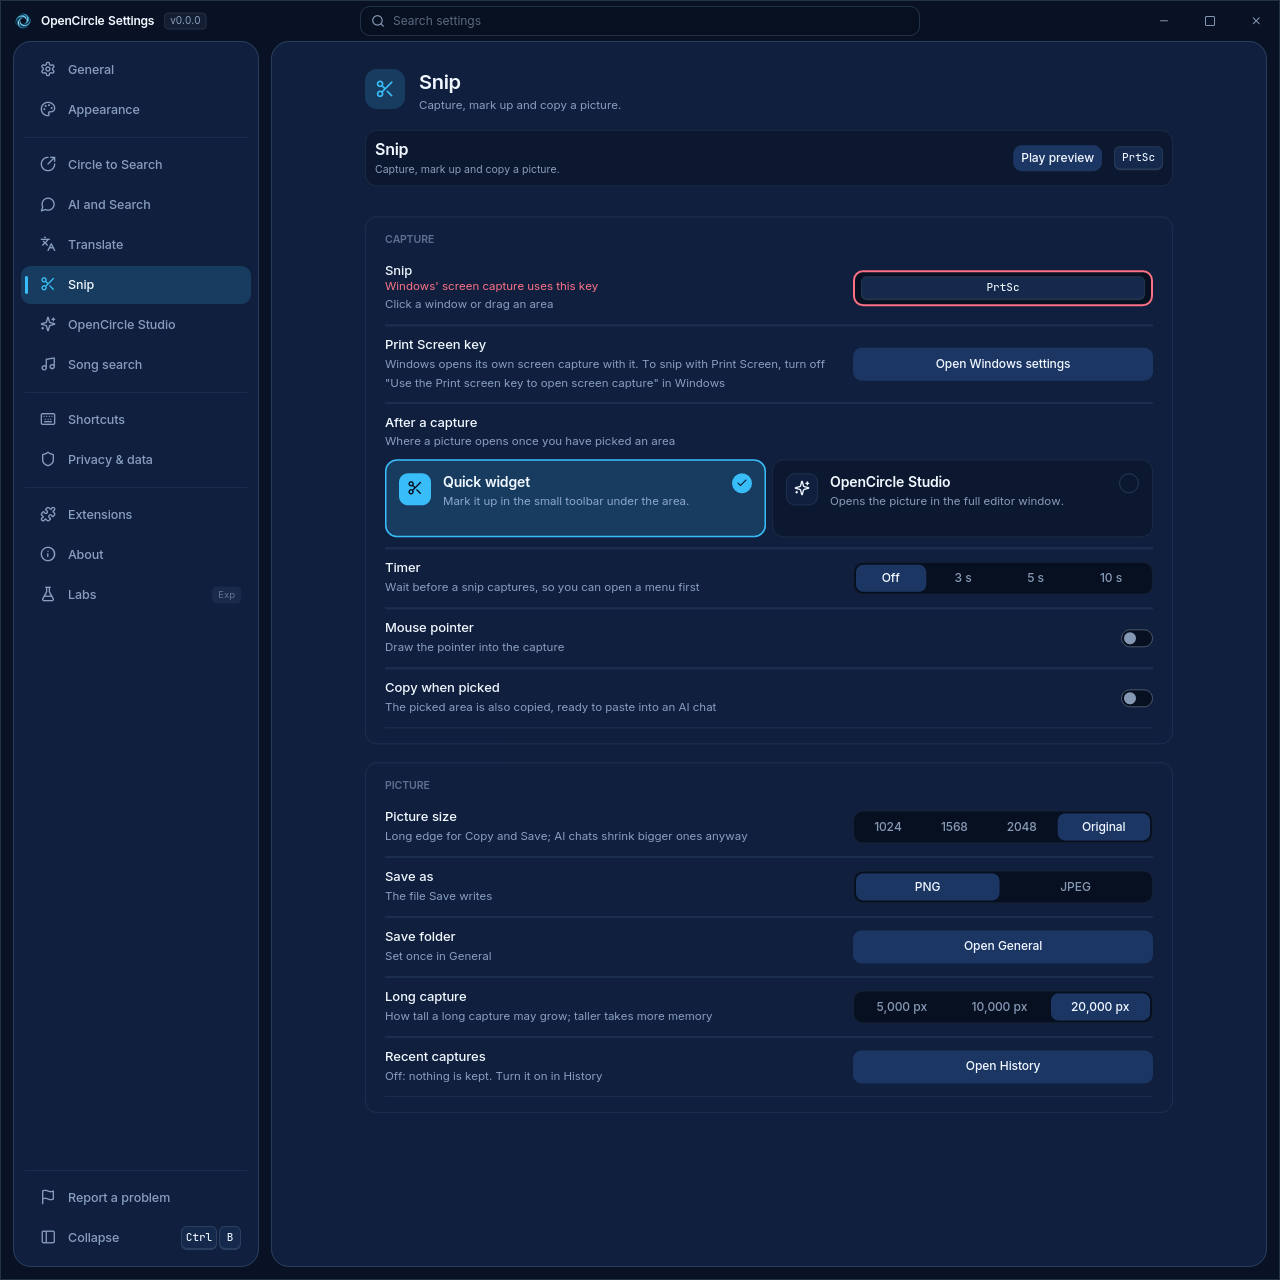 OpenCircle Settings v0.0.0
Search settings
General
Appearance
Circle to Search
AI and Search
Translate
Snip
OpenCircle Studio
Song search
Shortcuts
Privacy & data
Extensions
About
Labs Exp
Report a problem
Collapse Ctrl B
Snip
Capture, mark up and copy a picture.
Snip
Capture, mark up and copy a picture.
Play preview PrtSc
CAPTURE
Snip
Windows' screen capture uses this key
Click a window or drag an area
PrtSc
Print Screen key
Windows opens its own screen capture with it. To snip with Print Screen, turn off
"Use the Print screen key to open screen capture" in Windows
Open Windows settings
After a capture
Where a picture opens once you have picked an area
Quick widget
Mark it up in the small toolbar under the area.
OpenCircle Studio
Opens the picture in the full editor window.
Timer
Wait before a snip captures, so you can open a menu first
Off 3 s 5 s 10 s
Mouse pointer
Draw the pointer into the capture
Copy when picked
The picked area is also copied, ready to paste into an AI chat
PICTURE
Picture size
Long edge for Copy and Save; AI chats shrink bigger ones anyway
1024 1568 2048 Original
Save as
The file Save writes
PNG JPEG
Save folder
Set once in General
Open General
Long capture
How tall a long capture may grow; taller takes more memory
5,000 px 10,000 px 20,000 px
Recent captures
Off: nothing is kept. Turn it on in History
Open History